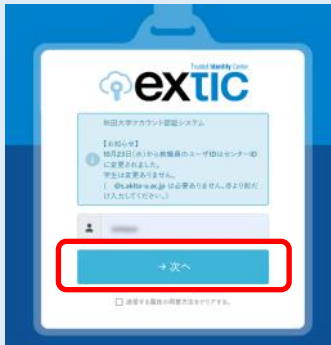 Trusted Identity Center
extic
秋田大学アカウント認証システム
【お知らせ】
10月23日(水)から教職員のユーザIDはセンターID
に変更されました。
学生は変更ありません。
( @s.akita-u.ac.jp は必要ありません。@より前だ
け入力してください。)
→ 次へ
送信する属性の同意方法をクリアする。